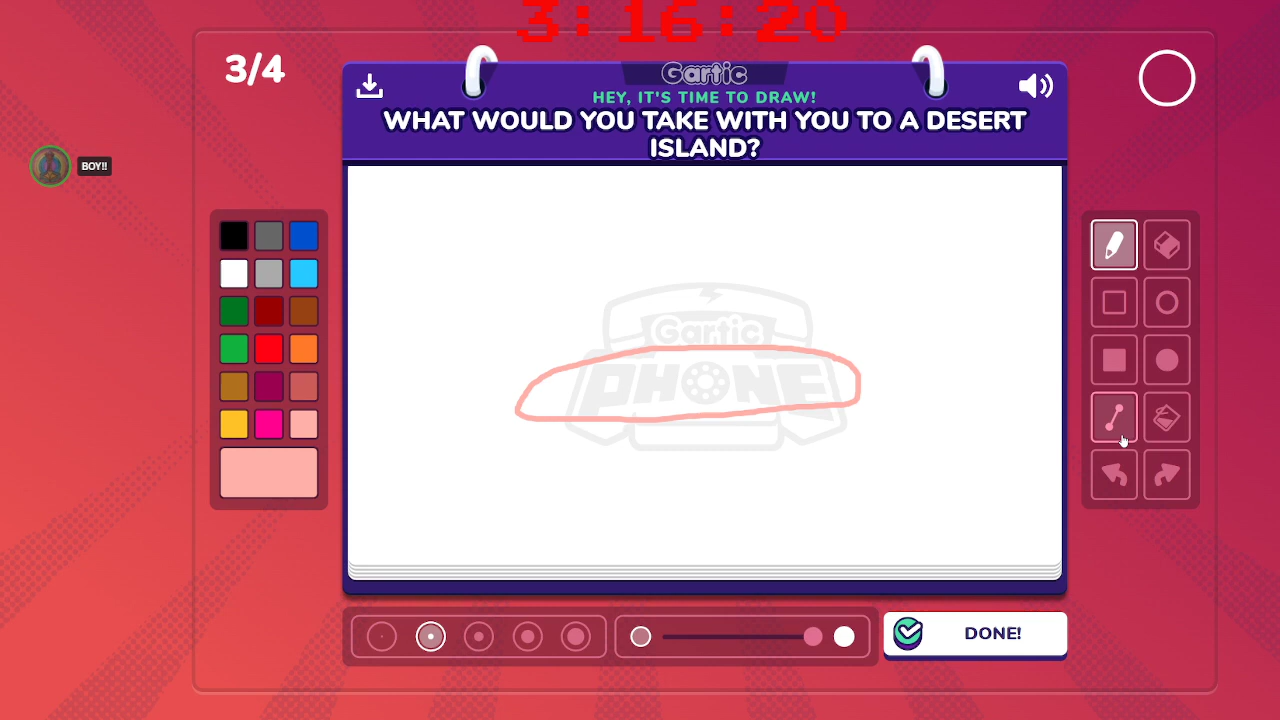 3:16:20
3/4
Gartic
HEY, IT'S TIME TO DRAW!
WHAT WOULD YOU TAKE WITH YOU TO A DESERT
ISLAND?
BOY!!
Gartic
PHONE
DONE!